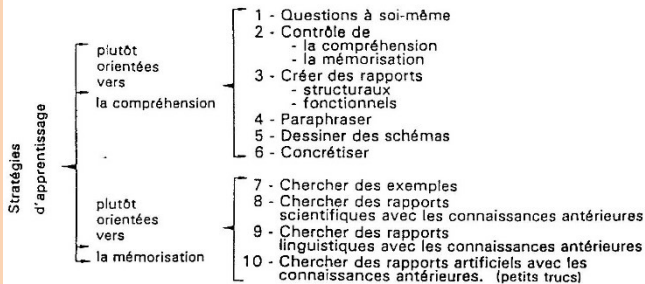 Stratégies
d'apprentissage
plutôt
orientées
vers
la compréhension
1 - Questions à soi-même
2 - Contrôle de
- la compréhension
- la mémorisation
3 - Créer des rapports
- structuraux
- fonctionnels
4 - Paraphraser
5 - Dessiner des schémas
6 - Concrétiser
plutôt
orientées
vers
la mémorisation
7 - Chercher des exemples
8 - Chercher des rapports
scientifiques avec les connaissances antérieures
9 - Chercher des rapports
linguistiques avec les connaissances antérieures
10 - Chercher des rapports artificiels avec les
connaissances antérieures. (petits trucs)